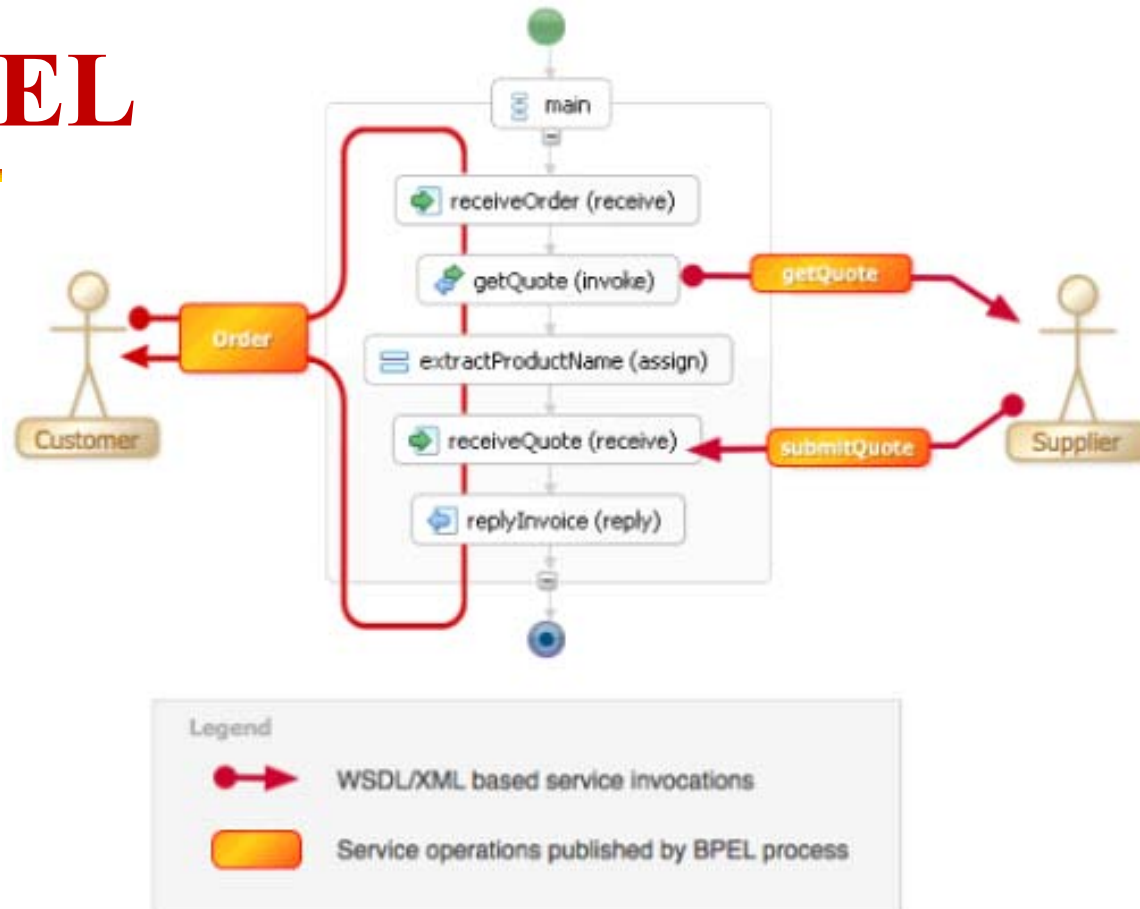 EL
main
receiveOrder (receive)
getQuote (invoke)
getQuote
Order
extractProductName (assign)
Customer
receiveQuote (receive)
submitQuote
Supplier
replyInvoice (reply)
Legend
WSDL/XML based service invocations
Service operations published by BPEL process